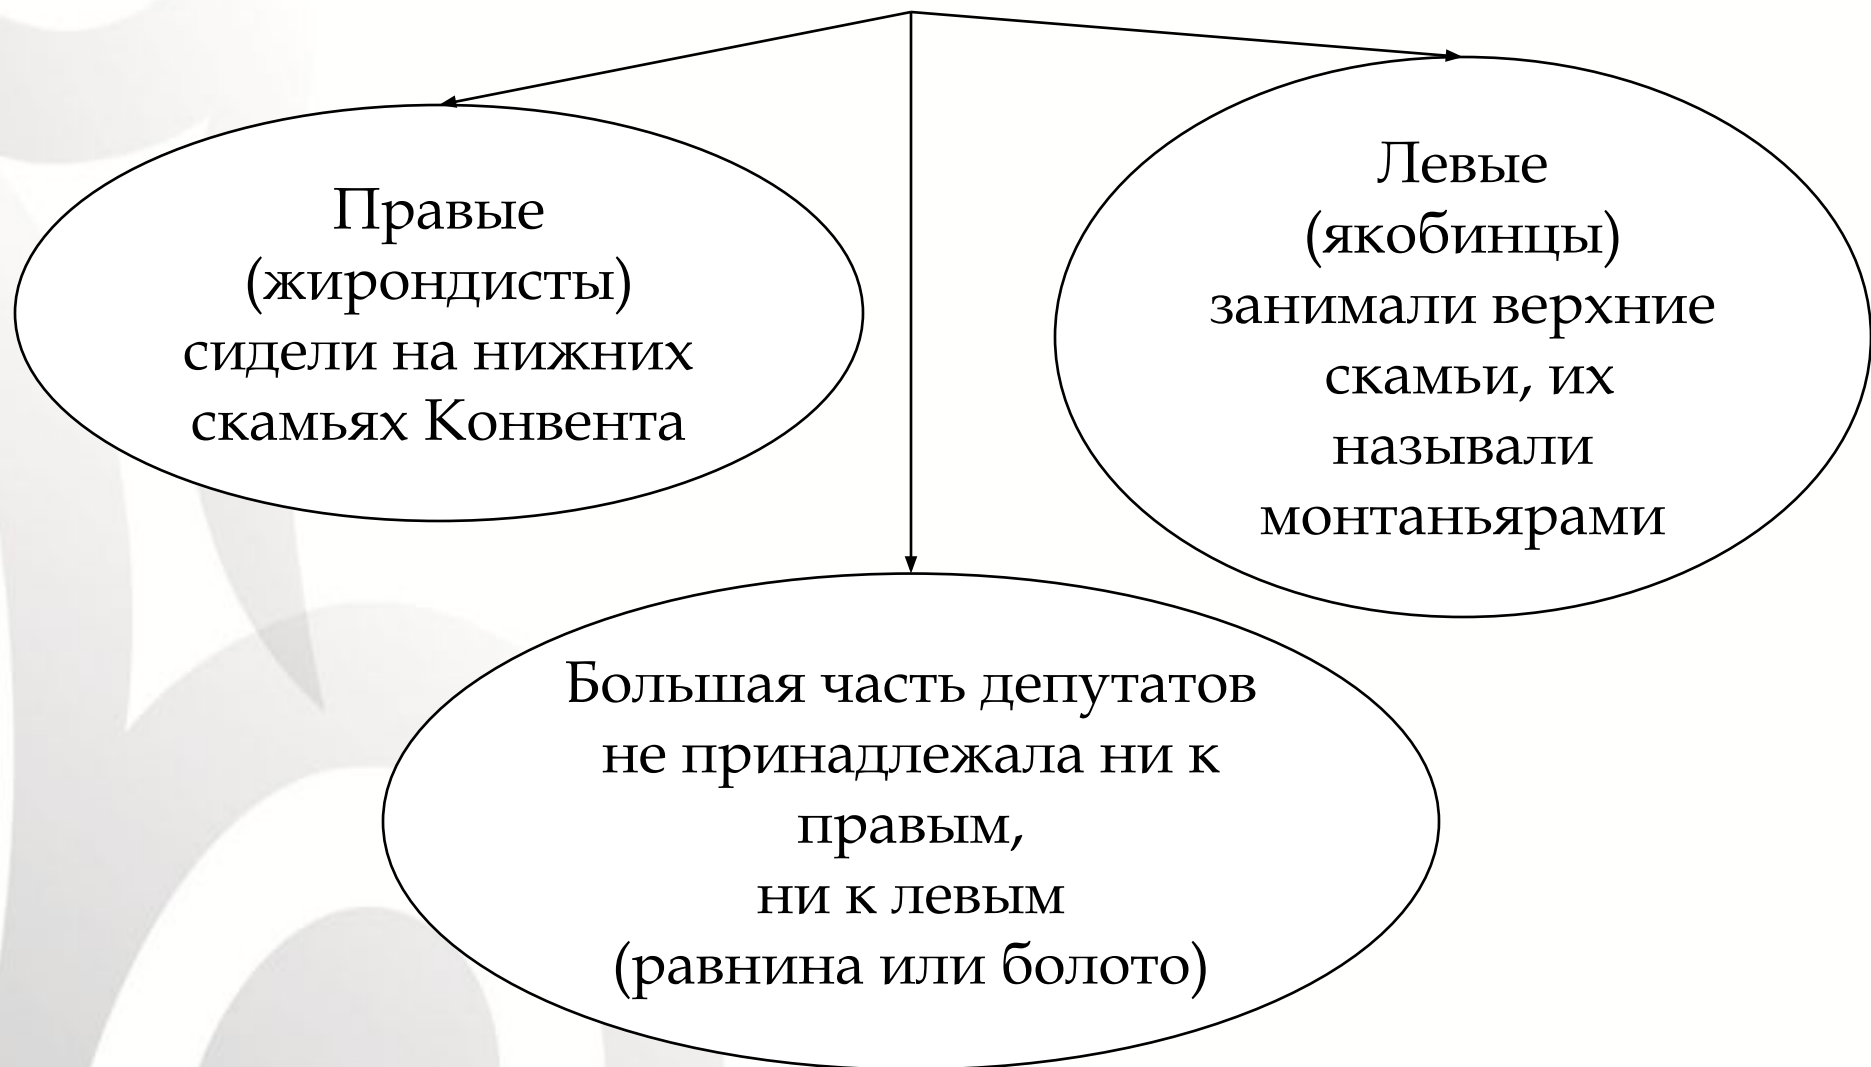 Правые
(жирондисты)
сидели на нижних
скамьях Конвента
Левые
(якобинцы)
занимали верхние
скамьи, их
называли
монтаньярами
Большая часть депутатов
не принадлежала ни к
правым,
ни к левым
(равнина или болото)